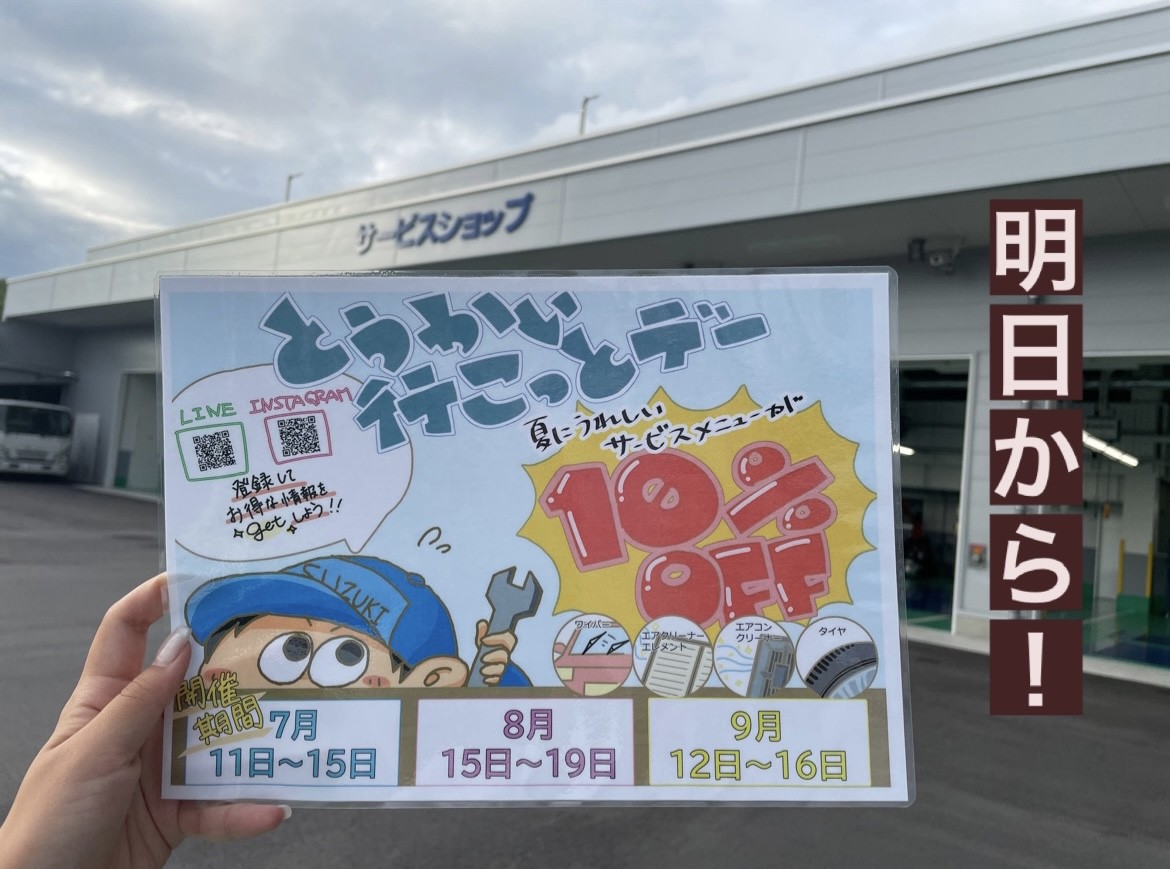 サービスショップ
明日から！
とうかい
行こっとデー
LINE INSTAGRAM
登録して
お得な情報を
getしよう!!
夏にうれしい
サービスメニューが
10%
OFF
SUZUKI
ワイパー
エアクリーナー
エレメント
エアコン
クリーナー
タイヤ
開催
期間
7月
11日〜15日
8月
15日〜19日
9月
12日〜16日